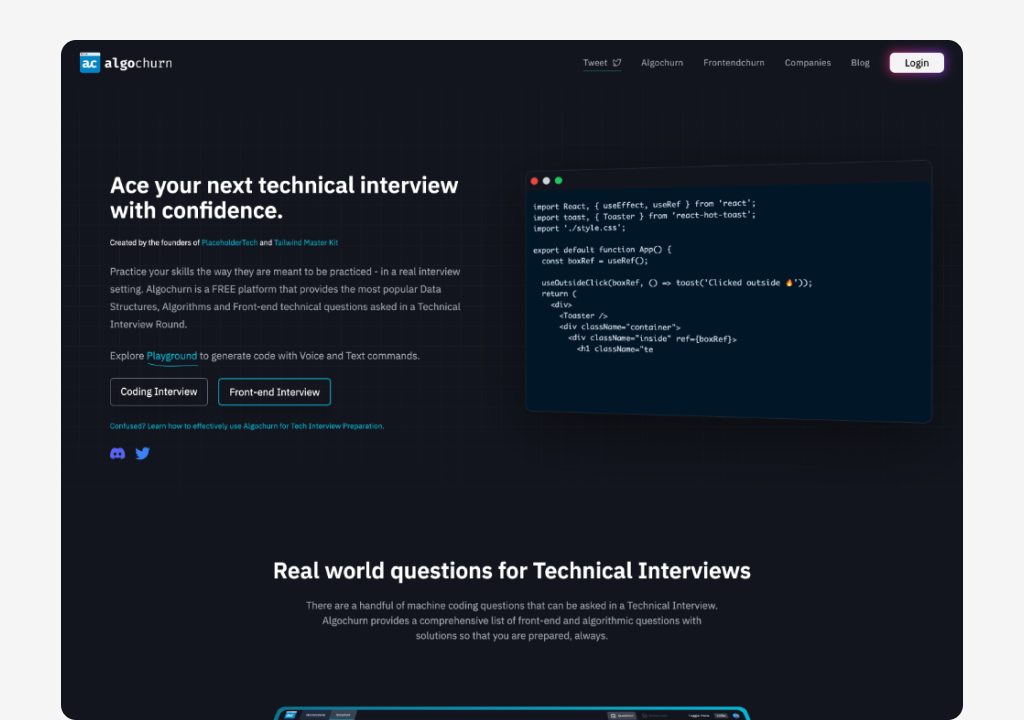 ac algochurn
Tweet Algochurn Frontendchurn Companies Blog Login
Ace your next technical interview
with confidence.
Created by the founders of PlaceholderTech and Tailwind Master Kit
Practice your skills the way they are meant to be practiced - in a real interview
setting. Algochurn is a FREE platform that provides the most popular Data
Structures, Algorithms and Front-end technical questions asked in a Technical
Interview Round.
Explore Playground to generate code with Voice and Text commands.
Coding Interview Front-end Interview
Confused? Learn how to effectively use Algochurn for Tech Interview Preparation.
import React, { useEffect, useRef } from 'react';
import toast, { Toaster } from 'react-hot-toast';
import './style.css';
export default function App() {
const boxRef = useRef();
useOutsideClick(boxRef, () => toast('Clicked outside 🔥'));
return (
<div>
<Toaster />
<div className="container">
<div className="inside" ref={boxRef}>
<h1 className="te
Real world questions for Technical Interviews
There are a handful of machine coding questions that can be asked in a Technical Interview.
Algochurn provides a comprehensive list of front-end and algorithmic questions with
solutions so that you are prepared, always.